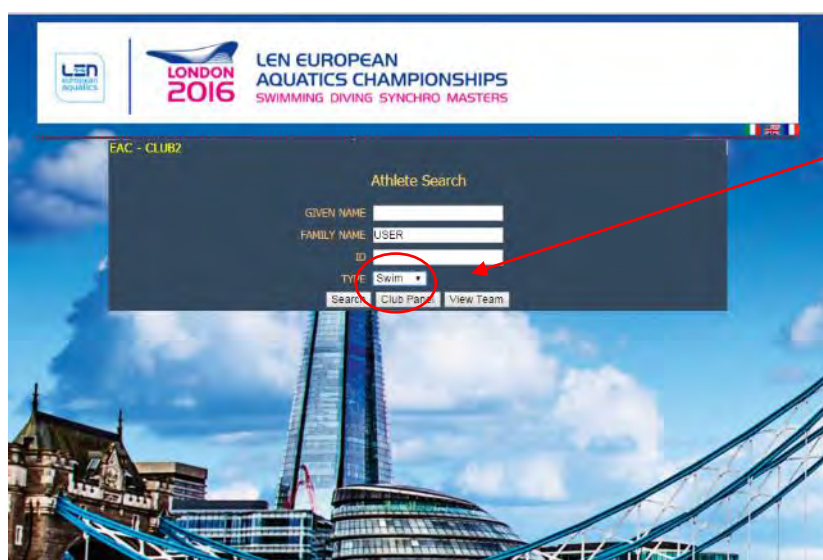 LEN
european
aquatics
LONDON
2016
LEN EUROPEAN
AQUATICS CHAMPIONSHIPS
SWIMMING DIVING SYNCHRO MASTERS
EAC - CLUB2
Athlete Search
GIVEN NAME
FAMILY NAME USER
ID
TYPE Swim
Search Club Panel View Team